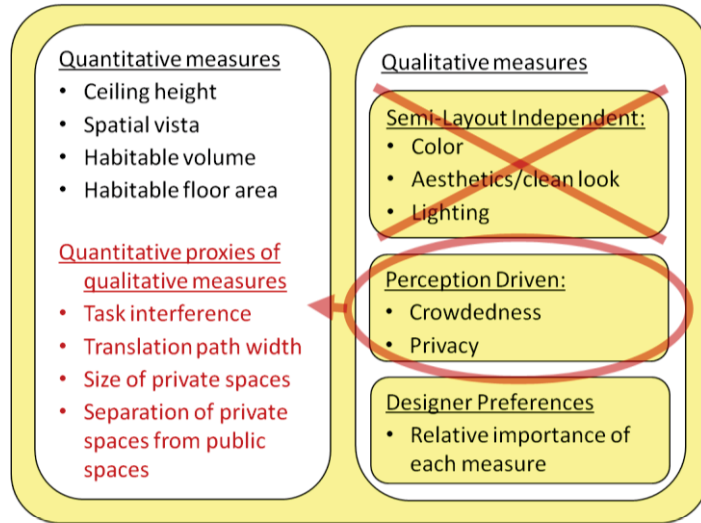 Quantitative measures
• Ceiling height
• Spatial vista
• Habitable volume
• Habitable floor area
Quantitative proxies of
qualitative measures
• Task interference
• Translation path width
• Size of private spaces
• Separation of private
spaces from public
spaces
Qualitative measures
Semi-Layout Independent:
• Color
• Aesthetics/clean look
• Lighting
Perception Driven:
• Crowdedness
• Privacy
Designer Preferences
• Relative importance of
each measure